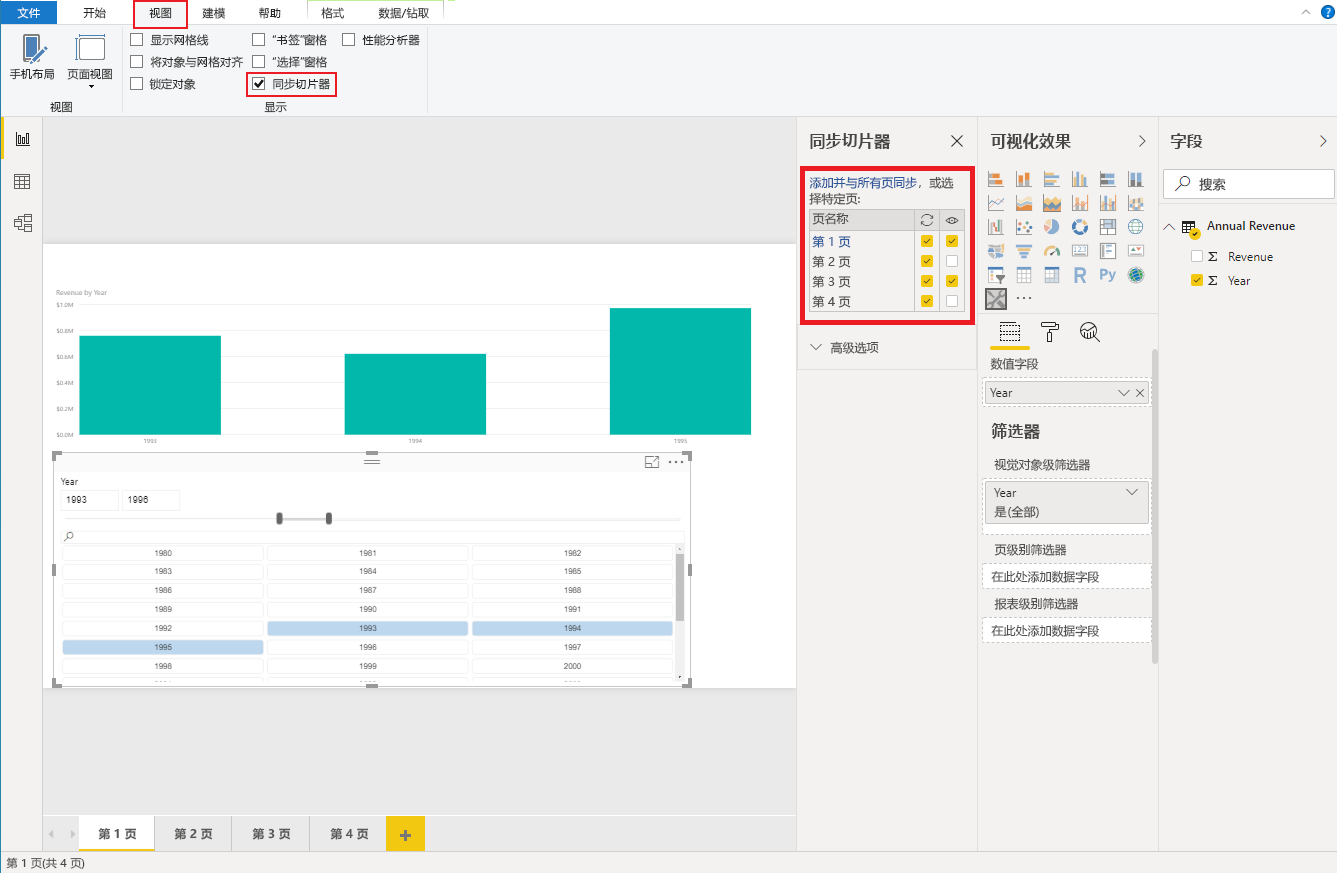 文件 开始 视图 建模 帮助 格式 数据/钻取
显示网格线 "书签"窗格 性能分析器
将对象与网格对齐 "选择"窗格
锁定对象 同步切片器
手机布局 页面视图
视图 显示
同步切片器
添加并与所有页同步，或选
择特定页:
页名称
第 1 页
第 2 页
第 3 页
第 4 页
高级选项
可视化效果
123
R Py
数值字段
Year
筛选器
视觉对象级筛选器
Year
是(全部)
页级别筛选器
在此处添加数据字段
报表级别筛选器
在此处添加数据字段
字段
搜索
Annual Revenue
Revenue
Year
Revenue by Year
$1.0M
$0.8M
$0.6M
$0.4M
$0.2M
$0.0M
1993 1994 1995
Year
1993 1996
1980 1981 1982
1983 1984 1985
1986 1987 1988
1989 1990 1991
1992 1993 1994
1995 1996 1997
1998 1999 2000
第 1 页 第 2 页 第 3 页 第 4 页
第 1 页(共 4 页)